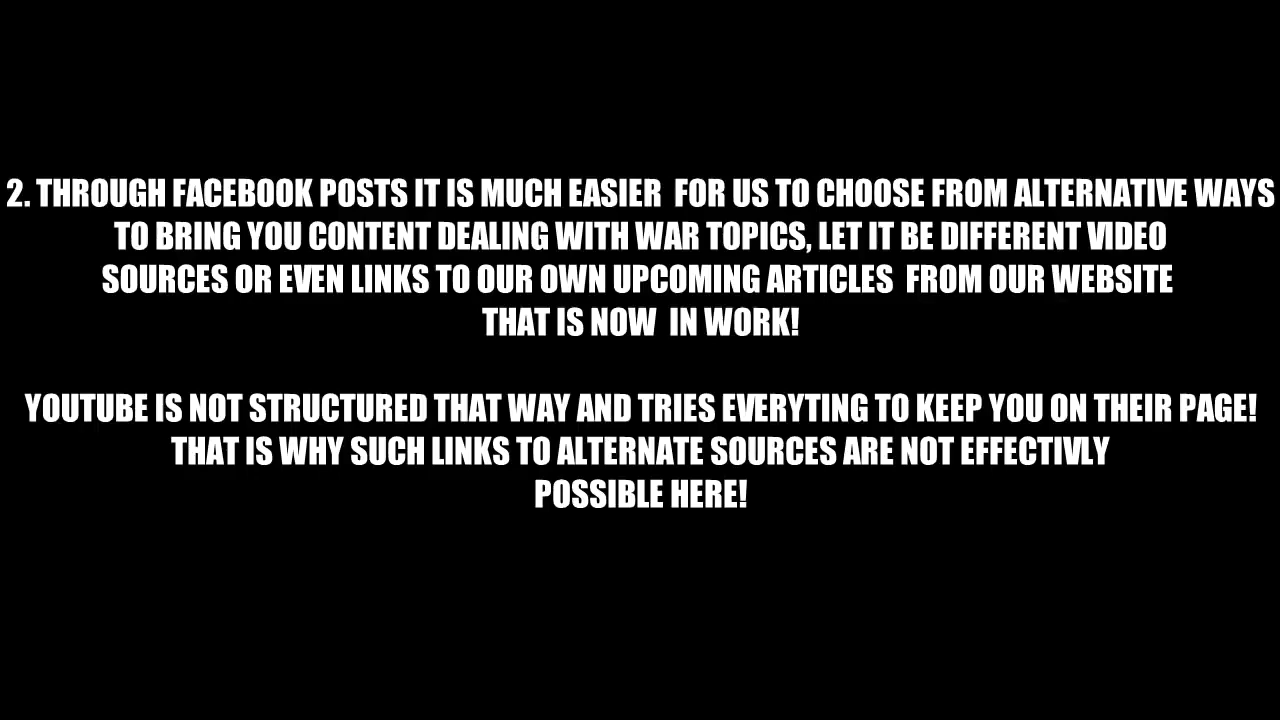 2. THROUGH FACEBOOK POSTS IT IS MUCH EASIER  FOR US TO CHOOSE FROM ALTERNATIVE WAYS
TO BRING YOU CONTENT DEALING WITH WAR TOPICS, LET IT BE DIFFERENT VIDEO
SOURCES OR EVEN LINKS TO OUR OWN UPCOMING ARTICLES  FROM OUR WEBSITE
THAT IS NOW  IN WORK!
YOUTUBE IS NOT STRUCTURED THAT WAY AND TRIES EVERYTING TO KEEP YOU ON THEIR PAGE!
THAT IS WHY SUCH LINKS TO ALTERNATE SOURCES ARE NOT EFFECTIVLY
POSSIBLE HERE!